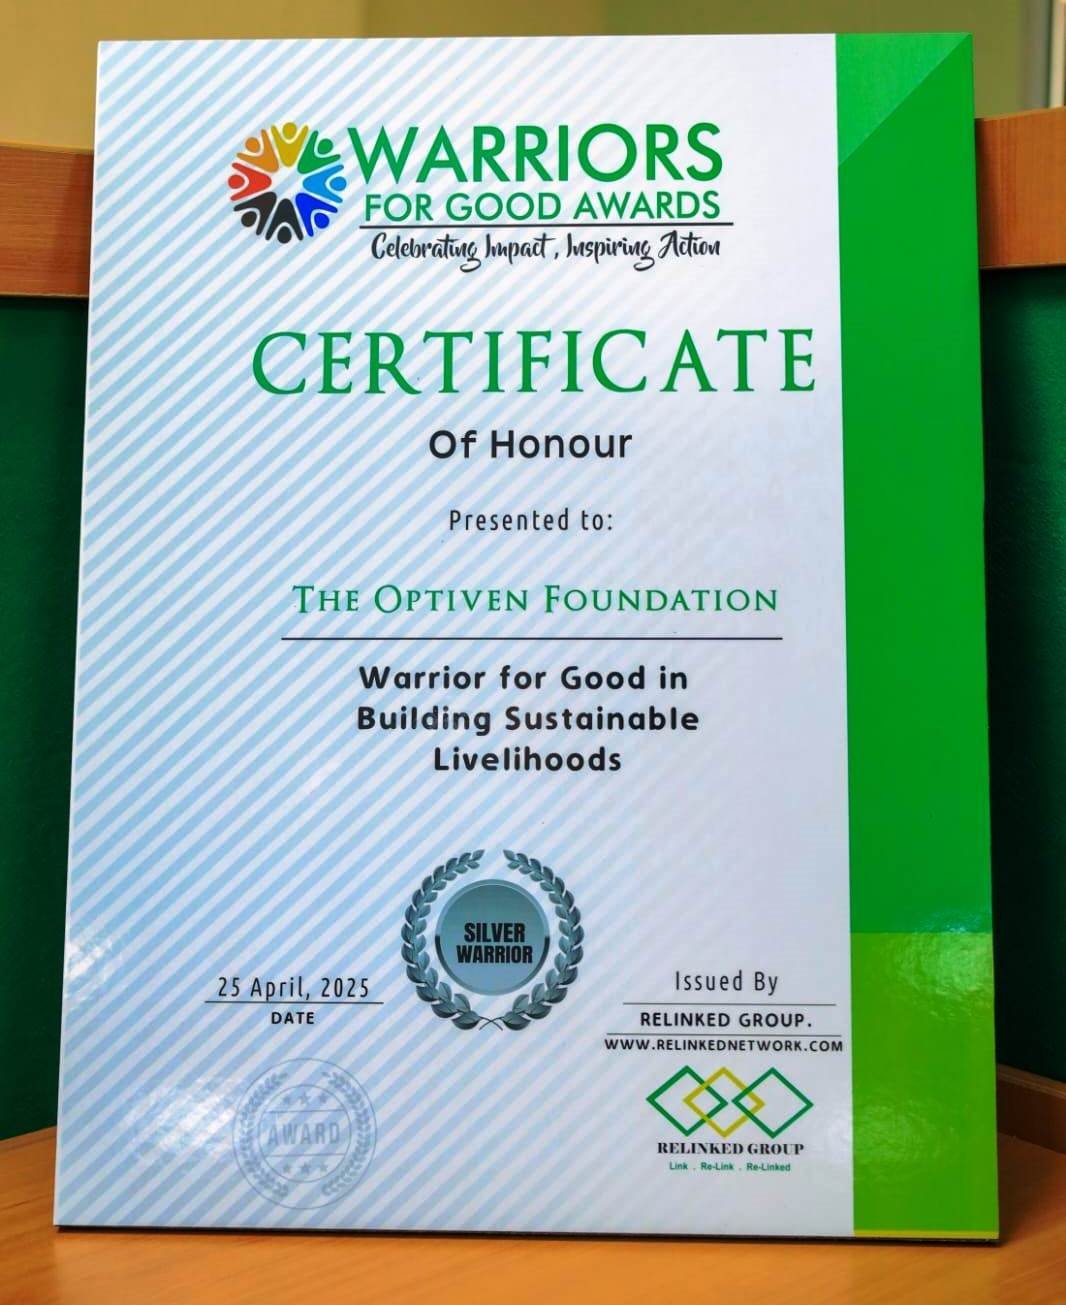 WARRIORS
FOR GOOD AWARDS
Celebrating Impact, Inspiring Action
CERTIFICATE
Of Honour
Presented to:
THE OPTIVEN FOUNDATION
Warrior for Good in
Building Sustainable
Livelihoods
SILVER
WARRIOR
25 April, 2025
DATE
Issued By
RELINKED GROUP.
WWW.RELINKEDNETWORK.COM
AWARD
RELINKED GROUP
Link . Re-Link . Re-Linked